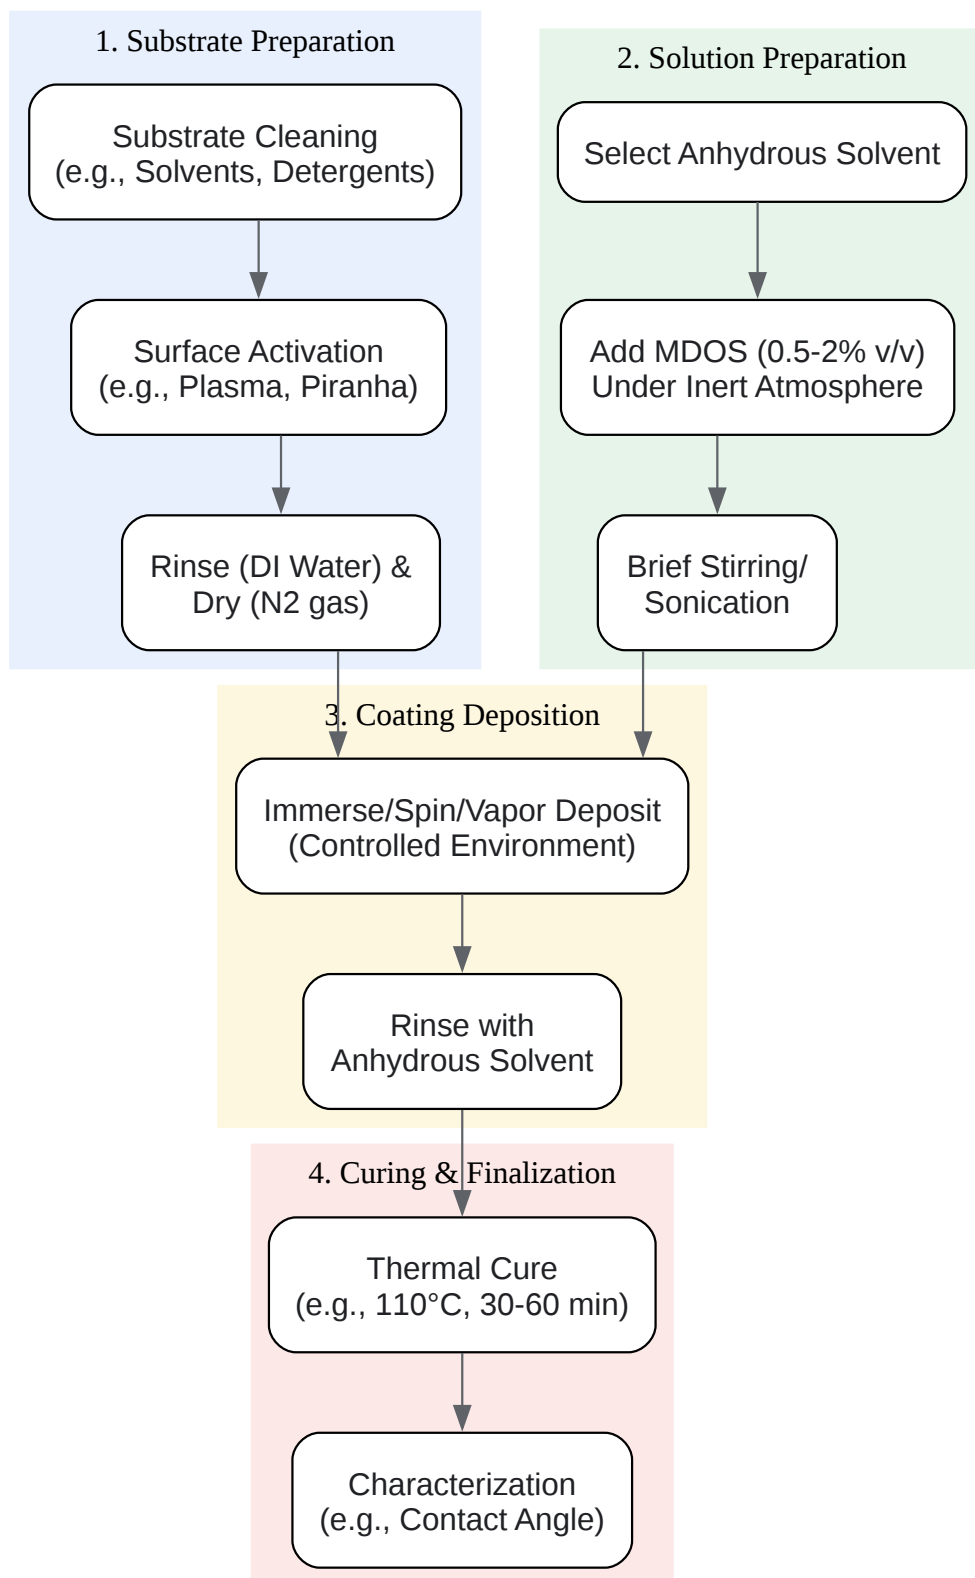 1. Substrate Preparation
Substrate Cleaning
(e.g., Solvents, Detergents)
Surface Activation
(e.g., Plasma, Piranha)
Rinse (DI Water) &
Dry (N2 gas)
2. Solution Preparation
Select Anhydrous Solvent
Add MDOS (0.5-2% v/v)
Under Inert Atmosphere
Brief Stirring/
Sonication
3. Coating Deposition
Immerse/Spin/Vapor Deposit
(Controlled Environment)
Rinse with
Anhydrous Solvent
4. Curing & Finalization
Thermal Cure
(e.g., 110°C, 30-60 min)
Characterization
(e.g., Contact Angle)